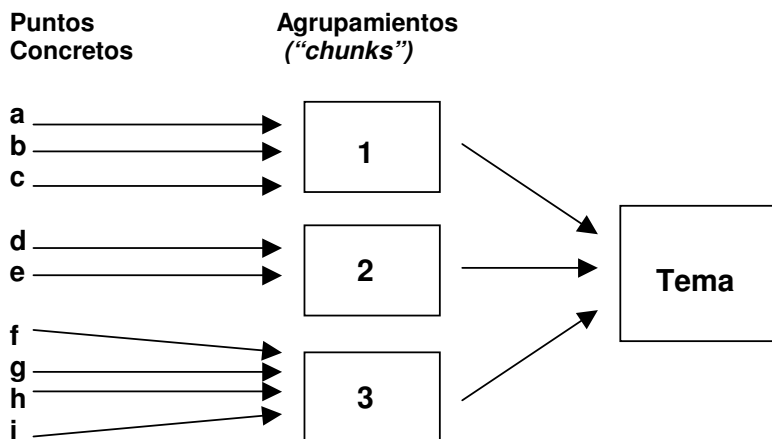 Puntos
Concretos
Agrupamientos
(“chunks”)
a
b
c
1
d
e
2
Tema
f
g
h
i
3